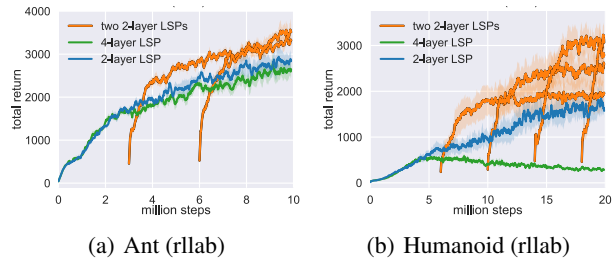 two 2-layer LSPs
4-layer LSP
2-layer LSP
total return
4000
3000
2000
1000
0
0 2 4 6 8 10
million steps
(a) Ant (rllab)
two 2-layer LSPs
4-layer LSP
2-layer LSP
total return
3000
2000
1000
0
0 5 10 15 20
million steps
(b) Humanoid (rllab)